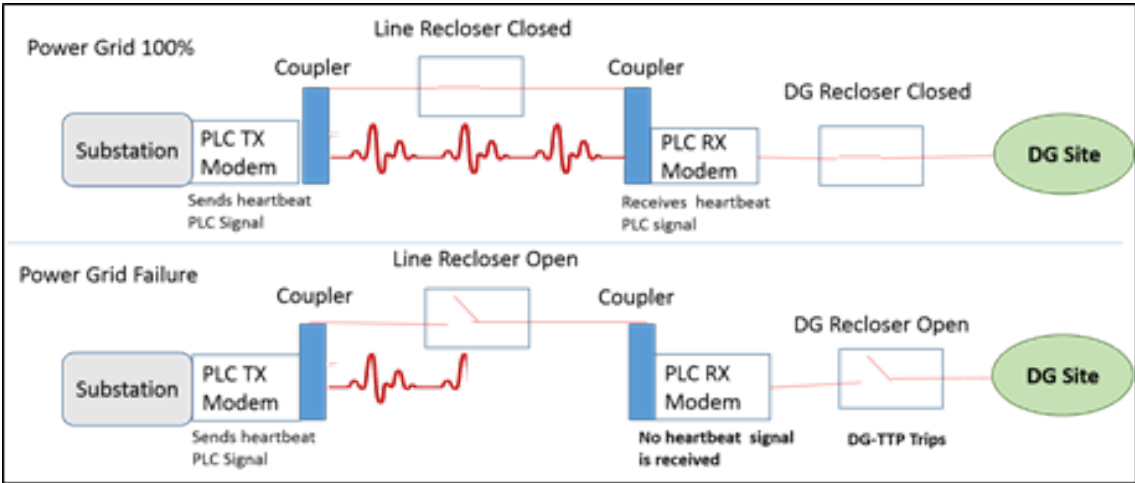 Power Grid 100%
Line Recloser Closed
Coupler
Coupler
DG Recloser Closed
Substation
PLC TX
Modem
PLC RX
Modem
DG Site
Sends heartbeat
PLC Signal
Receives heartbeat
PLC signal
Power Grid Failure
Line Recloser Open
Coupler
Coupler
DG Recloser Open
Substation
PLC TX
Modem
PLC RX
Modem
DG Site
Sends heartbeat
PLC Signal
No heartbeat signal
is received
DG-TTP Trips